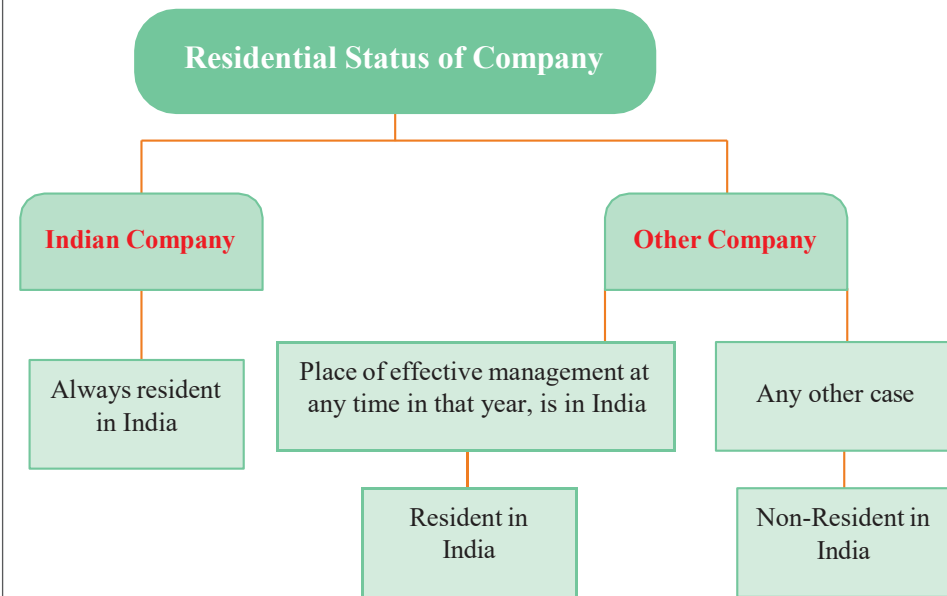 Residential Status of Company
Indian Company
Other Company
Always resident
in India
Place of effective management at
any time in that year, is in India
Any other case
Resident in
India
Non-Resident in
India